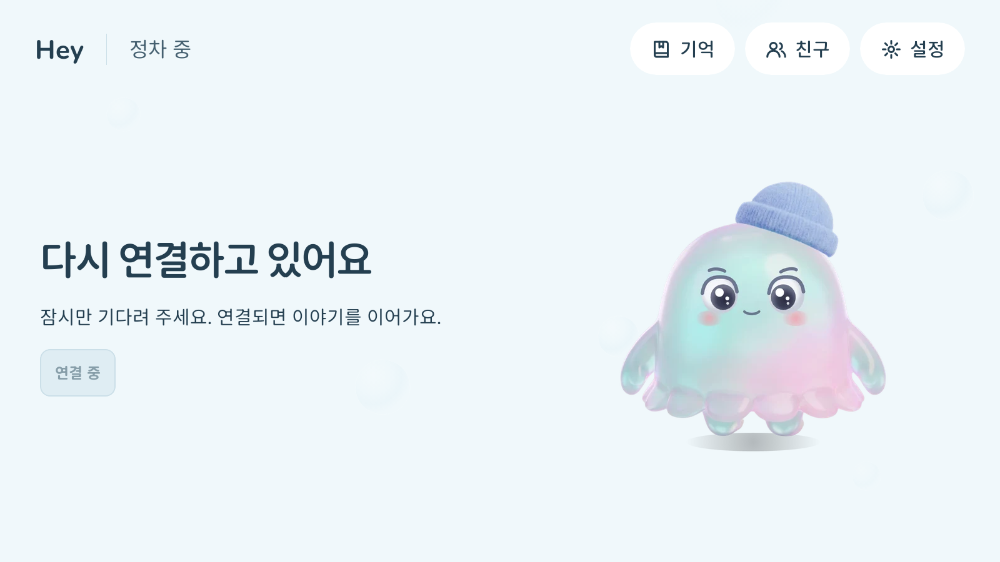 Hey
정차 중
기억
친구
설정
다시 연결하고 있어요
잠시만 기다려 주세요. 연결되면 이야기를 이어가요.
연결 중